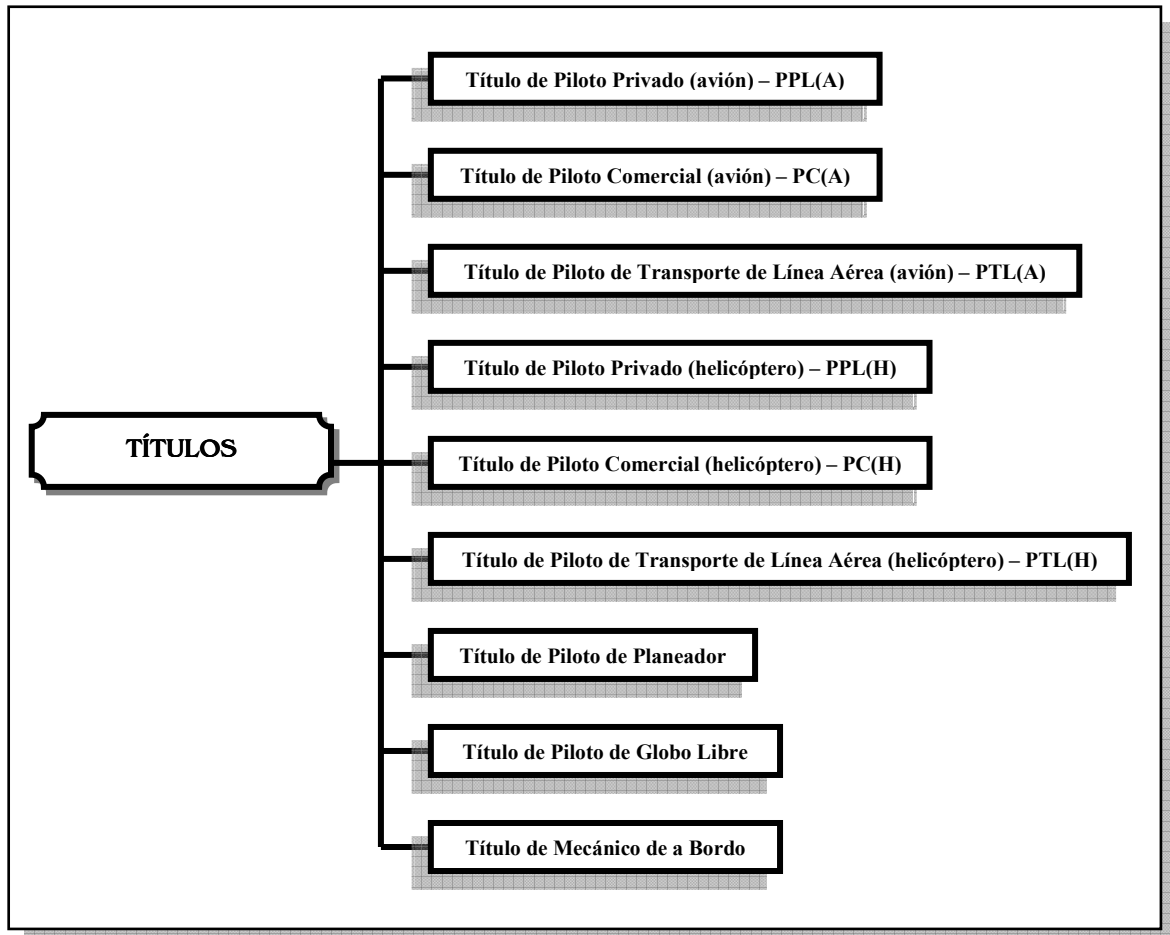 Título de Piloto Privado (avión) – PPL(A)
Título de Piloto Comercial (avión) – PC(A)
Título de Piloto de Transporte de Línea Aérea (avión) – PTL(A)
Título de Piloto Privado (helicóptero) – PPL(H)
TÍTULOS
Título de Piloto Comercial (helicóptero) – PC(H)
Título de Piloto de Transporte de Línea Aérea (helicóptero) – PTL(H)
Título de Piloto de Planeador
Título de Piloto de Globo Libre
Título de Mecánico de a Bordo